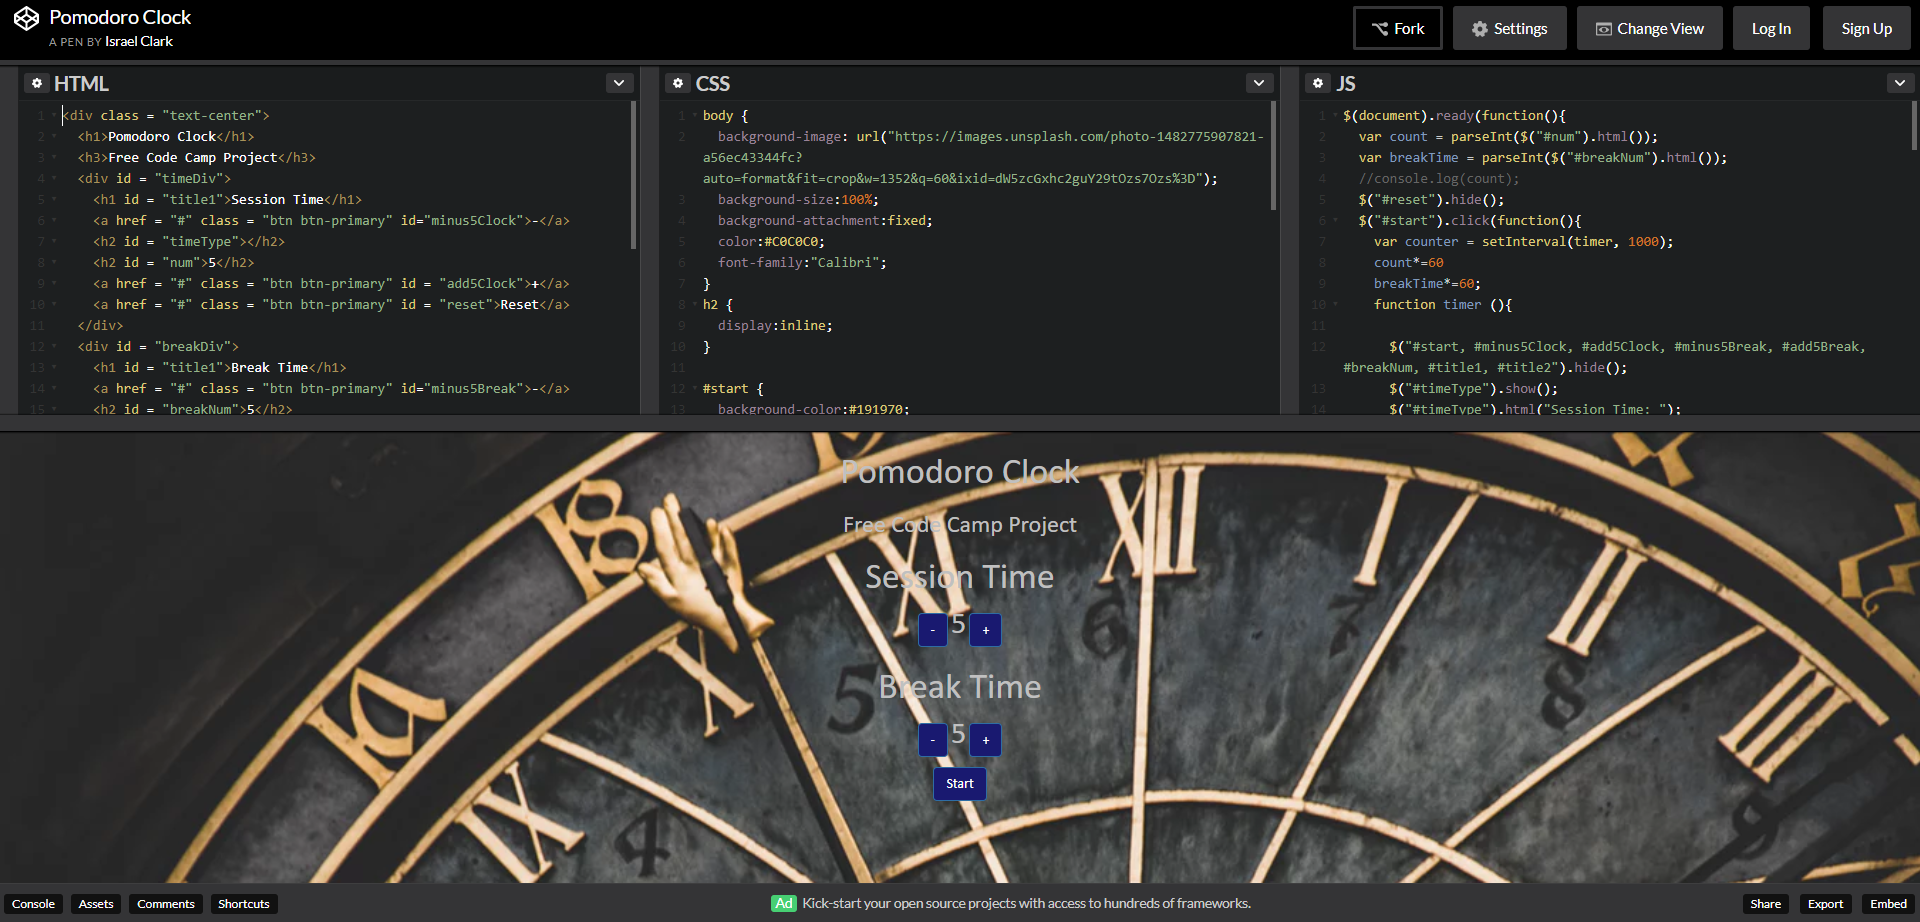 Pomodoro Clock
A PEN BY Israel Clark
Fork
Settings
Change View
Log In
Sign Up
HTML
1 <div class = "text-center">
2 <h1>Pomodoro Clock</h1>
3 <h3>Free Code Camp Project</h3>
4 <div id = "timeDiv">
5 <h1 id = "title1">Session Time</h1>
6 <a href = "#" class = "btn btn-primary" id="minus5Clock">-</a>
7 <h2 id = "timeType"></h2>
8 <h2 id = "num">5</h2>
9 <a href = "#" class = "btn btn-primary" id = "add5Clock">+</a>
10 <a href = "#" class = "btn btn-primary" id = "reset">Reset</a>
11 </div>
12 <div id = "breakDiv">
13 <h1 id = "title1">Break Time</h1>
14 <a href = "#" class = "btn btn-primary" id="minus5Break">-</a>
15 <h2 id = "breakNum">5</h2>
CSS
1 body {
2 background-image: url("https://images.unsplash.com/photo-1482775907821-
a56ec43344fc?
auto=format&fit=crop&w=1352&q=60&ixid=dW5zcGxhc2guY29tOzs7Ozs%3D");
3 background-size:100%;
4 background-attachment:fixed;
5 color:#C0C0C0;
6 font-family:"Calibri";
7 }
8 h2 {
9 display:inline;
10 }
11
12 #start {
13 background-color:#191970;
JS
1 $(document).ready(function(){
2 var count = parseInt($("#num").html());
3 var breakTime = parseInt($("#breakNum").html());
4 //console.log(count);
5 $("#reset").hide();
6 $("#start").click(function(){
7 var counter = setInterval(timer, 1000);
8 count*=60
9 breakTime*=60;
10 function timer (){
11
12 $("#start, #minus5Clock, #add5Clock, #minus5Break, #add5Break,
#breakNum, #title1, #title2").hide();
13 $("#timeType").show();
14 $("#timeType").html("Session Time: ");
Pomodoro Clock
Free Code Camp Project
Session Time
- 5 +
Break Time
- 5 +
Start
XII
I
II
III
XI
X
IX
18
4
5
6
7
8
9
Console
Assets
Comments
Shortcuts
Ad Kick-start your open source projects with access to hundreds of frameworks.
Share
Export
Embed